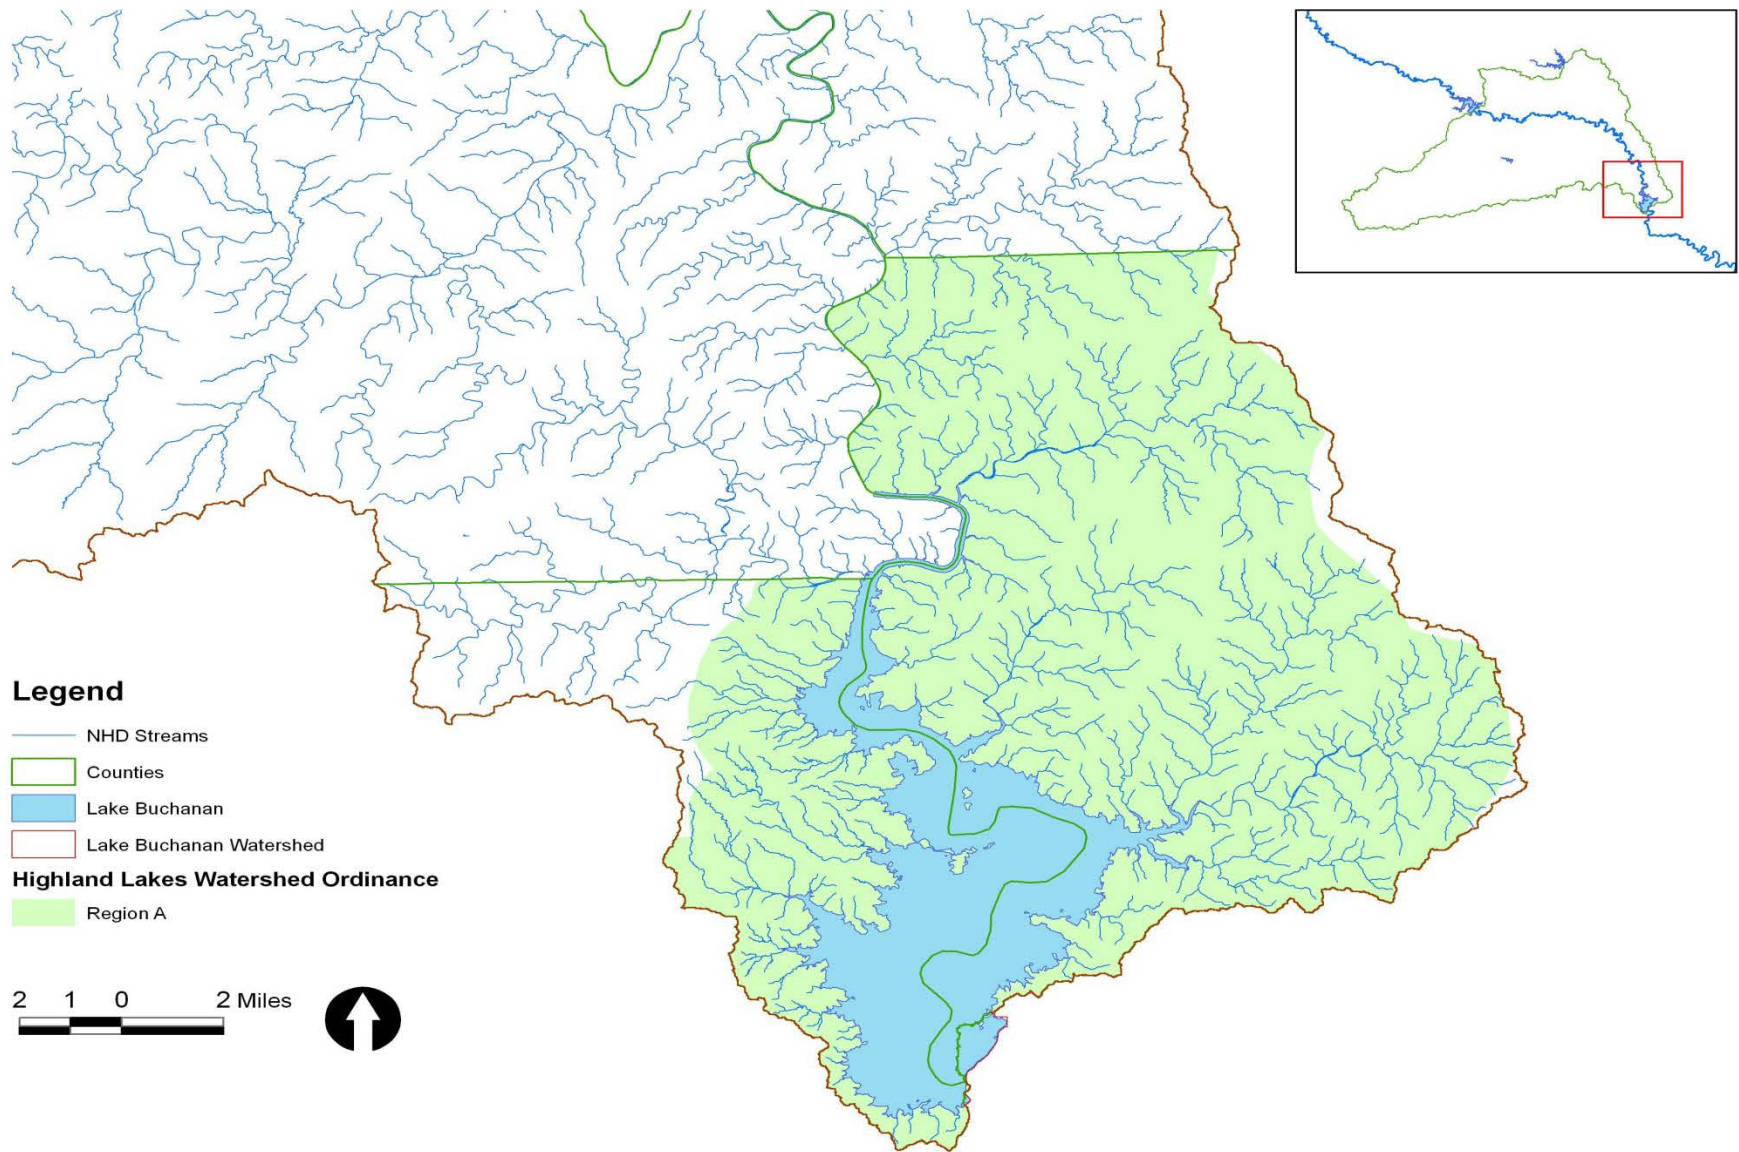 Legend
NHD Streams
Counties
Lake Buchanan
Lake Buchanan Watershed
Highland Lakes Watershed Ordinance
Region A
2 1 0 2 Miles